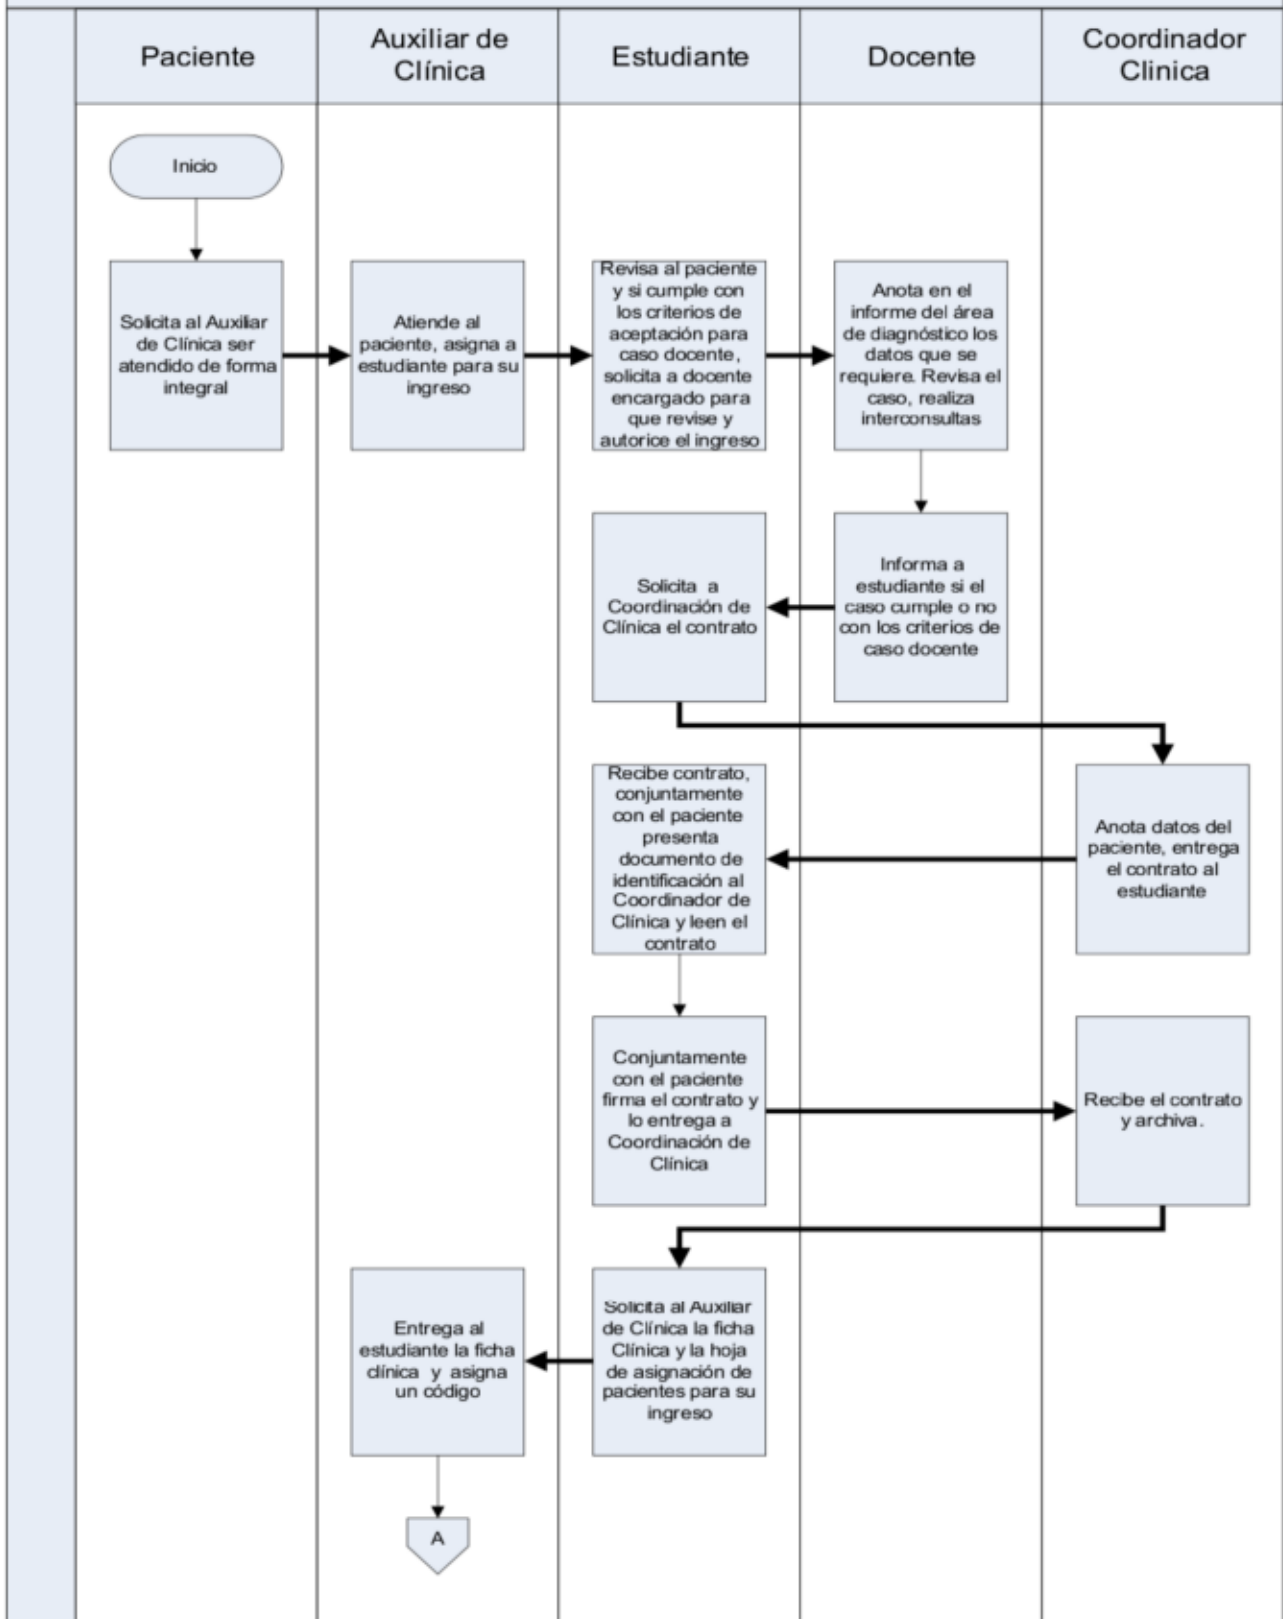 Paciente
Auxiliar de
Clínica
Estudiante
Docente
Coordinador
Clinica
Inicio
Solicita al Auxiliar
de Clínica ser
atendido de forma
integral
Atiende al
paciente, asigna a
estudiante para su
ingreso
Revisa al paciente
y si cumple con
los criterios de
aceptación para
caso docente,
solicita a docente
encargado para
que revise y
autorice el ingreso
Anota en el
informe del área
de diagnóstico los
datos que se
requiere. Revisa el
caso, realiza
interconsultas
Informa a
estudiante si el
caso cumple o no
con los criterios de
caso docente
Solicita a
Coordinación de
Clínica el contrato
Anota datos del
paciente, entrega
el contrato al
estudiante
Recibe contrato,
conjuntamente
con el paciente
presenta
documento de
identificación al
Coordinador de
Clínica y leen el
contrato
Conjuntamente
con el paciente
firma el contrato y
lo entrega a
Coordinación de
Clínica
Recibe el contrato
y archiva.
Solicita al Auxiliar
de Clínica la ficha
Clínica y la hoja
de asignación de
pacientes para su
ingreso
Entrega al
estudiante la ficha
clínica y asigna
un código
A